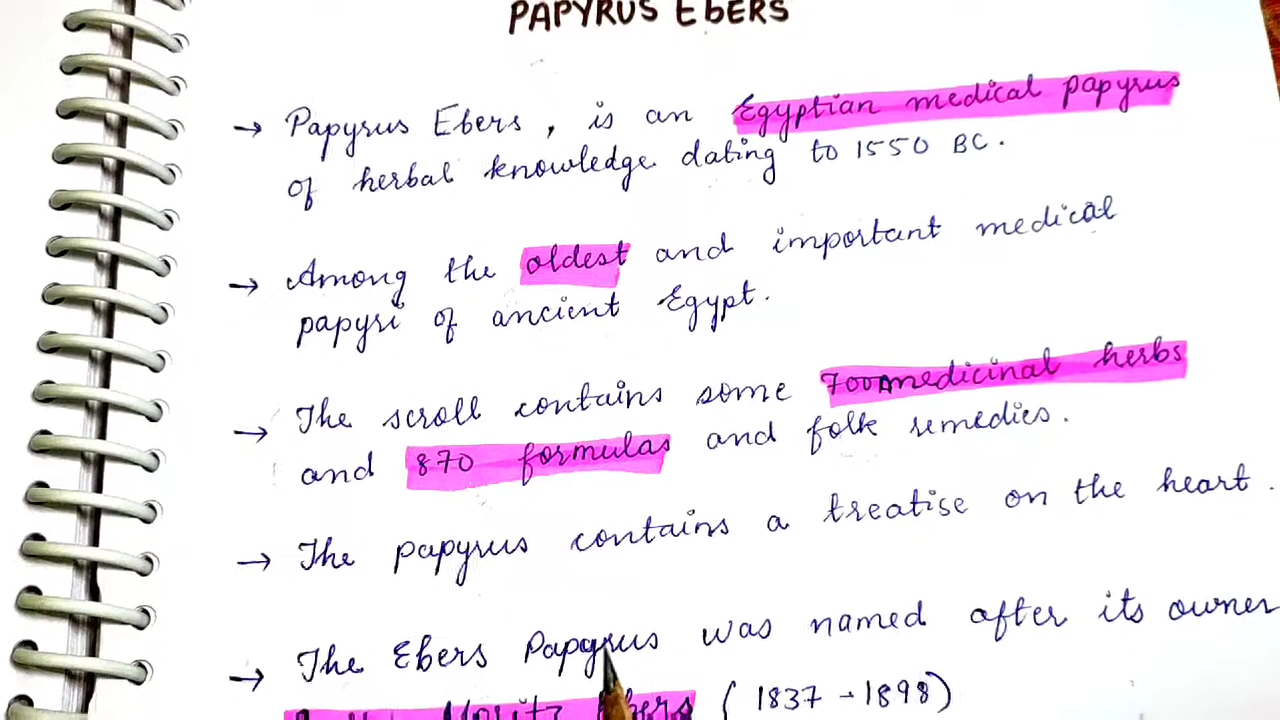 PAPYRUS EBERS
→ Papyrus Ebers, is an Egyptian medical papyrus
of herbal knowledge dating to 1550 BC.
→ Among the oldest and important medical
papyri of ancient Egypt.
→ The scroll contains some 700 medicinal herbs
and 870 formulas and folk remedies.
→ The papyrus contains a treatise on the heart.
→ The Ebers Papyrus was named after its owner
Moritz Ebers (1837 - 1898)